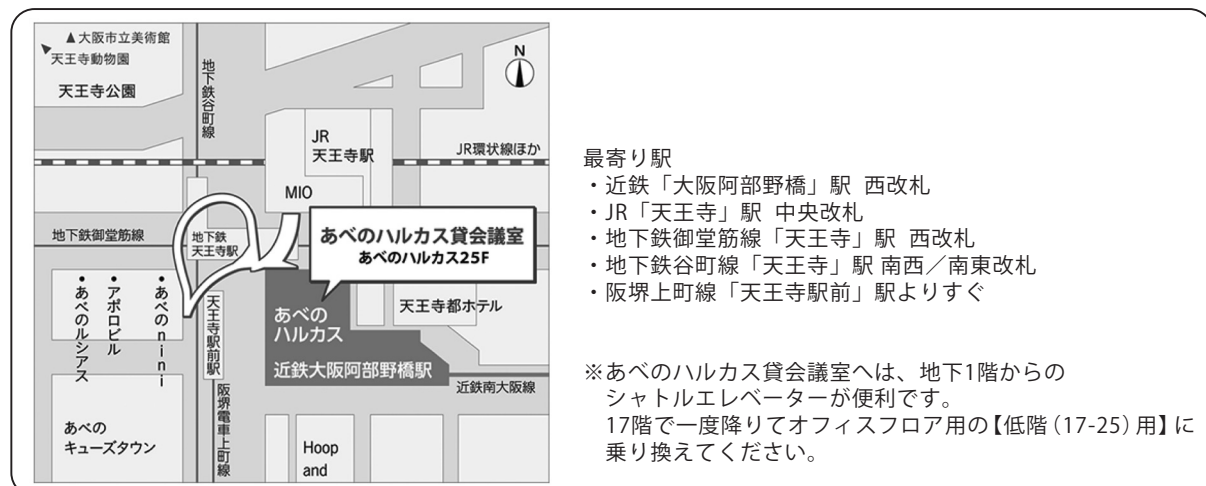 ▲大阪市立美術館
天王寺動物園
天王寺公園
地下鉄谷町線
N
JR
天王寺駅
JR環状線ほか
MIO
地下鉄御堂筋線
地下鉄
天王寺駅
あべのハルカス貸会議室
あべのハルカス25F
・あべのnini
・アポロビル
・あべのルシアス
天王寺駅前駅
あべの
ハルカス
天王寺都ホテル
近鉄大阪阿部野橋駅
近鉄南大阪線
阪堺電車上町線
あべの
キューズタウン
Hoop
and
最寄り駅
・近鉄「大阪阿部野橋」駅 西改札
・JR「天王寺」駅 中央改札
・地下鉄御堂筋線「天王寺」駅 西改札
・地下鉄谷町線「天王寺」駅 南西／南東改札
・阪堺上町線「天王寺駅前」駅よりすぐ
※あべのハルカス貸会議室へは、地下1階からの
シャトルエレベーターが便利です。
17階で一度降りてオフィスフロア用の【低階（17-25）用】に
乗り換えてください。